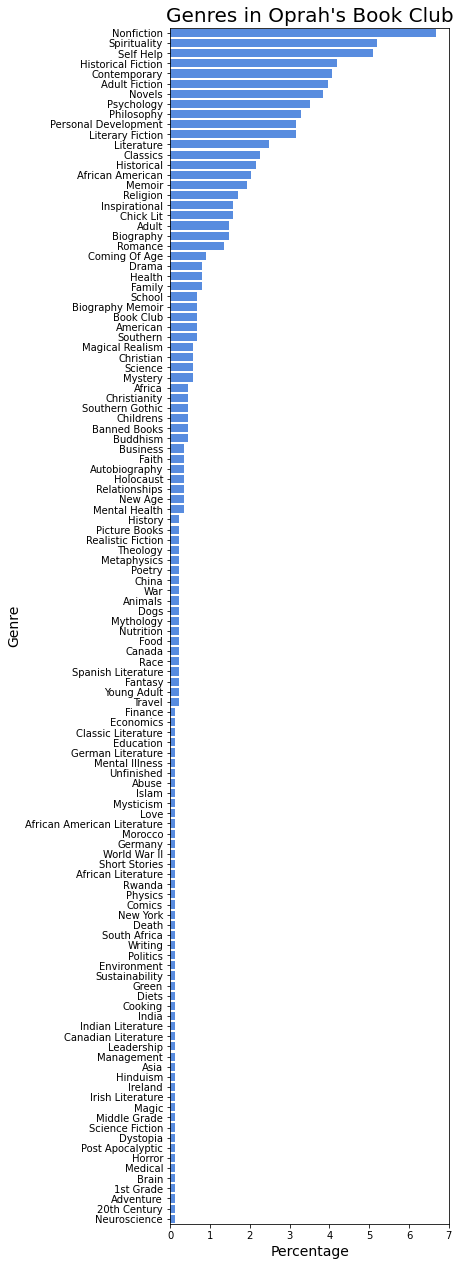 Genres in Oprah's Book Club
Genre
Nonfiction
Spirituality
Self Help
Historical Fiction
Contemporary
Adult Fiction
Novels
Psychology
Philosophy
Personal Development
Literary Fiction
Literature
Classics
Historical
African American
Memoir
Religion
Inspirational
Chick Lit
Adult
Biography
Romance
Coming Of Age
Drama
Health
Family
School
Biography Memoir
Book Club
American
Southern
Magical Realism
Christian
Science
Mystery
Africa
Christianity
Southern Gothic
Childrens
Banned Books
Buddhism
Business
Faith
Autobiography
Holocaust
Relationships
New Age
Mental Health
History
Picture Books
Realistic Fiction
Theology
Metaphysics
Poetry
China
War
Animals
Dogs
Mythology
Nutrition
Food
Canada
Race
Spanish Literature
Fantasy
Young Adult
Travel
Finance
Economics
Classic Literature
Education
German Literature
Mental Illness
Unfinished
Abuse
Islam
Mysticism
Love
African American Literature
Morocco
Germany
World War II
Short Stories
African Literature
Rwanda
Physics
Comics
New York
Death
South Africa
Writing
Politics
Environment
Sustainability
Green
Diets
Cooking
India
Indian Literature
Canadian Literature
Leadership
Management
Asia
Hinduism
Ireland
Irish Literature
Magic
Middle Grade
Science Fiction
Dystopia
Post Apocalyptic
Horror
Medical
Brain
1st Grade
Adventure
20th Century
Neuroscience
0 1 2 3 4 5 6 7
Percentage